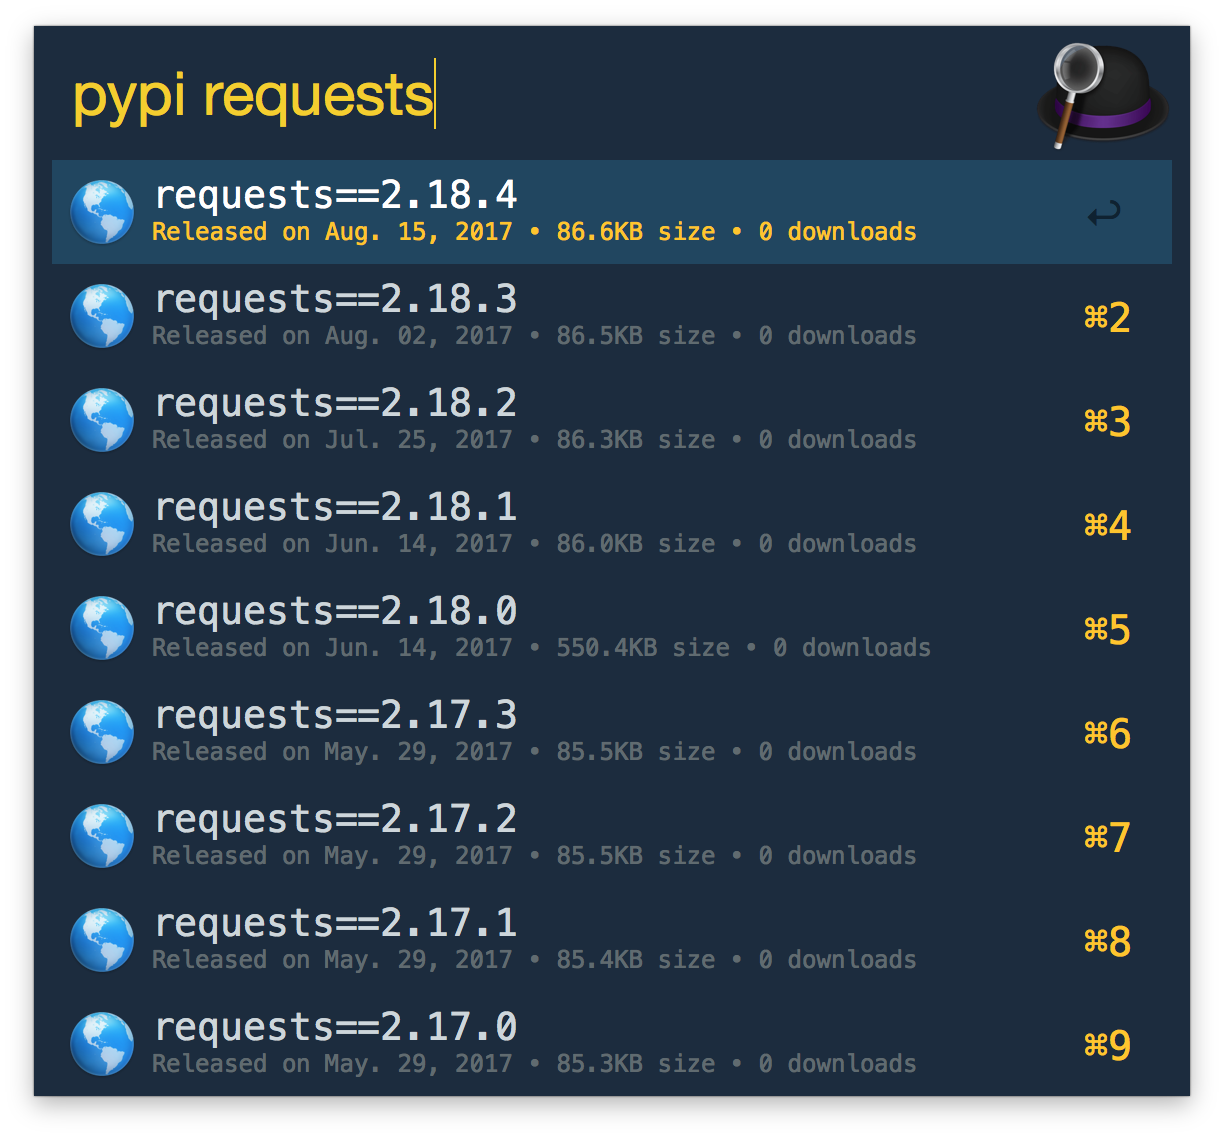 pypi requests
requests==2.18.4
Released on Aug. 15, 2017 • 86.6KB size • 0 downloads
requests==2.18.3
Released on Aug. 02, 2017 • 86.5KB size • 0 downloads
⌘2
requests==2.18.2
Released on Jul. 25, 2017 • 86.3KB size • 0 downloads
⌘3
requests==2.18.1
Released on Jun. 14, 2017 • 86.0KB size • 0 downloads
⌘4
requests==2.18.0
Released on Jun. 14, 2017 • 550.4KB size • 0 downloads
⌘5
requests==2.17.3
Released on May. 29, 2017 • 85.5KB size • 0 downloads
⌘6
requests==2.17.2
Released on May. 29, 2017 • 85.5KB size • 0 downloads
⌘7
requests==2.17.1
Released on May. 29, 2017 • 85.4KB size • 0 downloads
⌘8
requests==2.17.0
Released on May. 29, 2017 • 85.3KB size • 0 downloads
⌘9